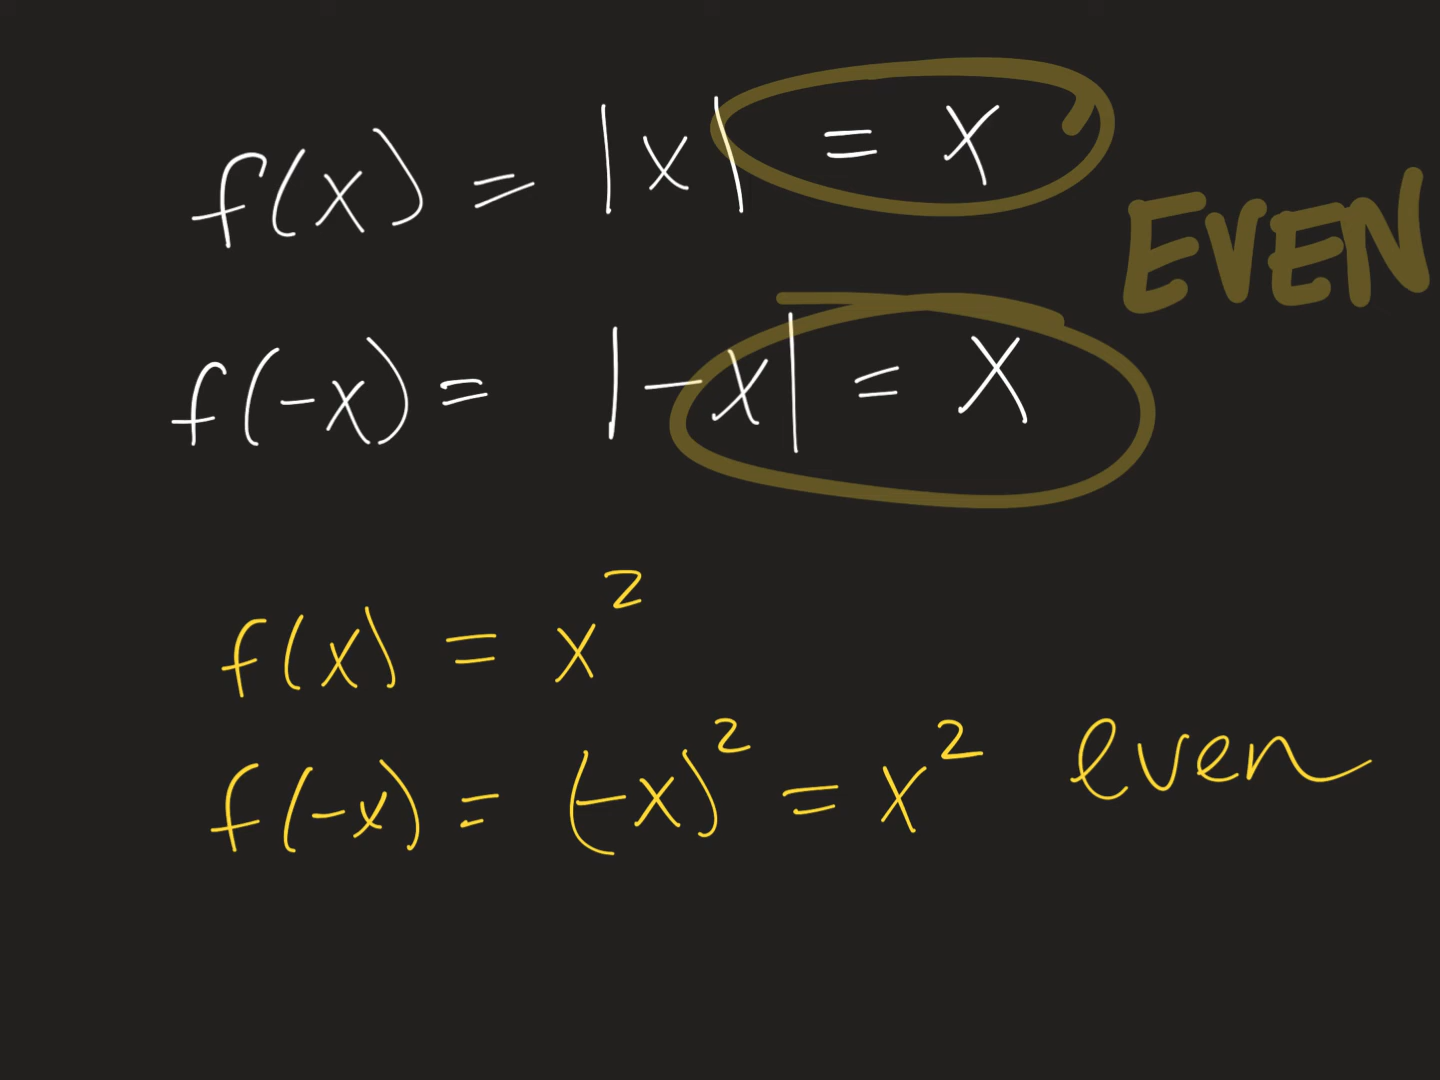 f(x) = |x| = x
EVEN
f(-x) = |-x| = x
f(x) = x²
f(-x) = (-x)² = x² even